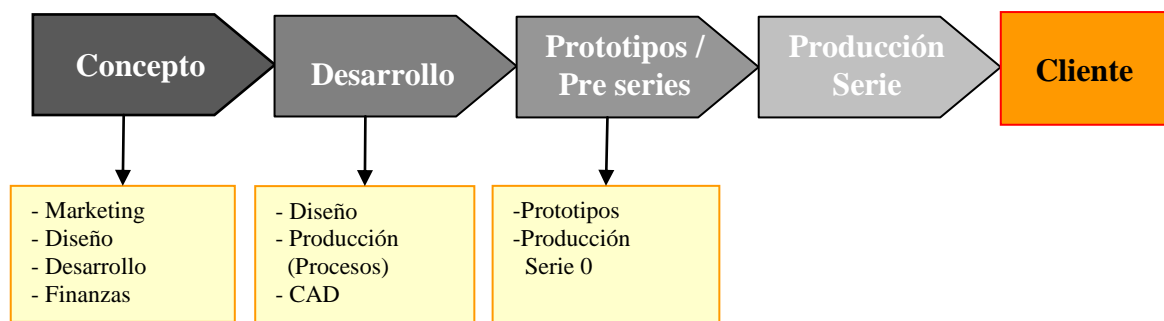 Concepto
Desarrollo
Prototipos /
Pre series
Producción
Serie
Cliente
- Marketing
- Diseño
- Desarrollo
- Finanzas
- Diseño
- Producción
(Procesos)
- CAD
-Prototipos
-Producción
Serie 0